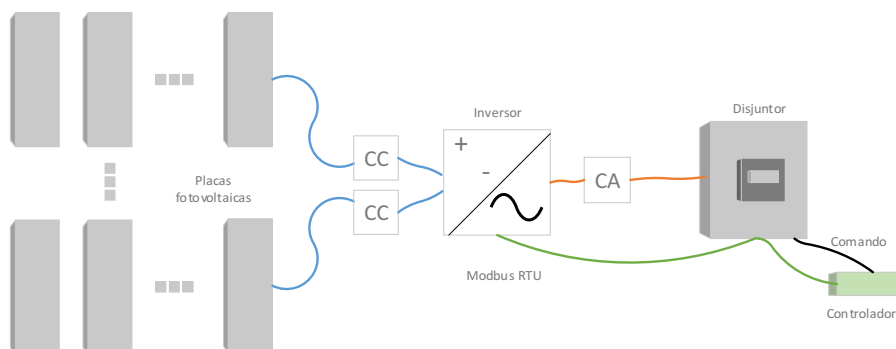 Inversor
Disjuntor
+
-
CC
CC
CA
Placas
fotovoltaicas
Modbus RTU
Comando
Controlador